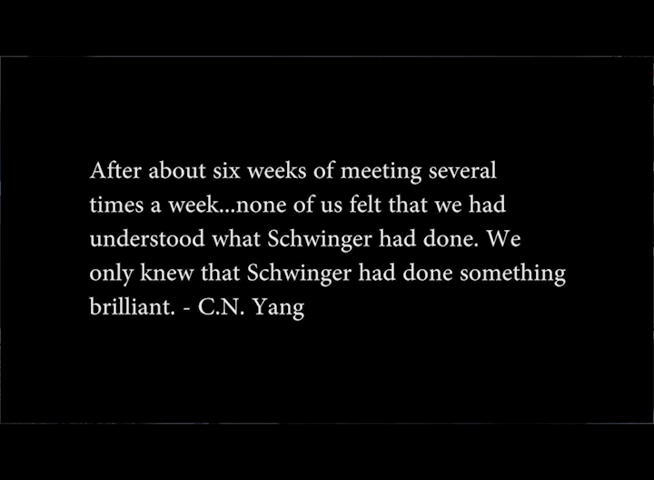 After about six weeks of meeting several
times a week...none of us felt that we had
understood what Schwinger had done. We
only knew that Schwinger had done something
brilliant. - C.N. Yang